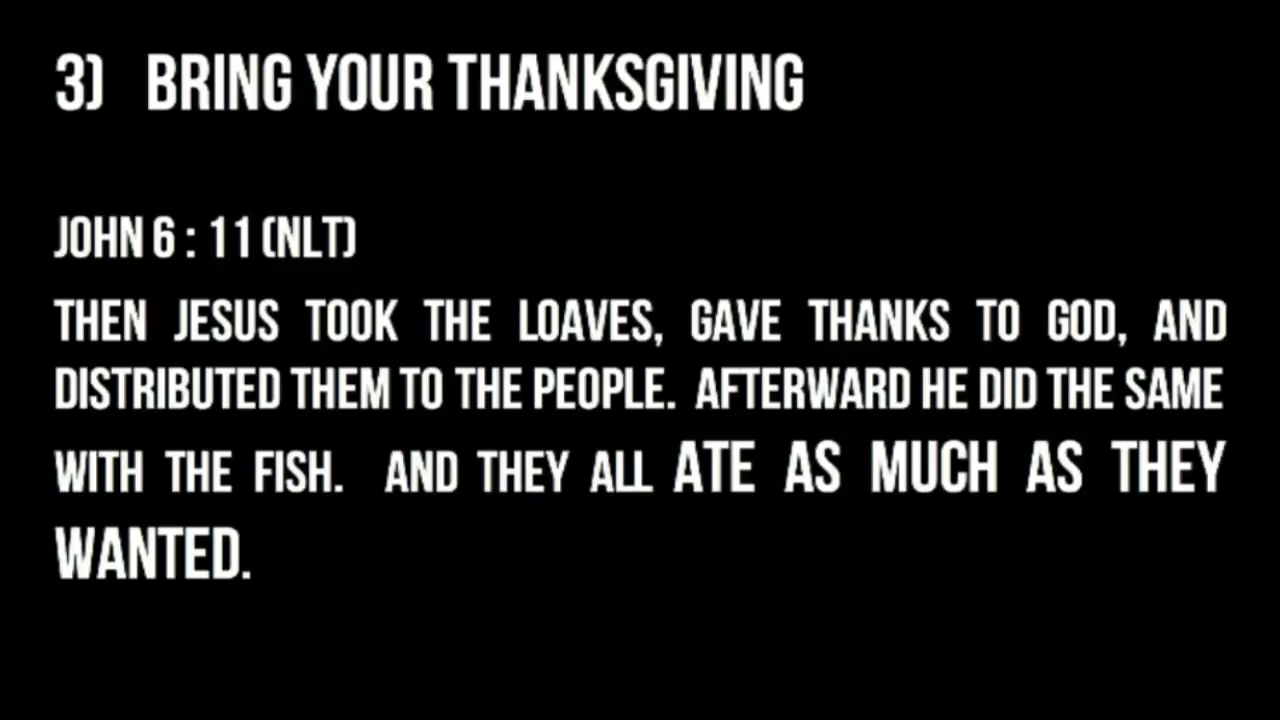 3) BRING YOUR THANKSGIVING
JOHN 6 : 11 (NLT)
THEN JESUS TOOK THE LOAVES, GAVE THANKS TO GOD, AND
DISTRIBUTED THEM TO THE PEOPLE. AFTERWARD HE DID THE SAME
WITH THE FISH. AND THEY ALL ATE AS MUCH AS THEY
WANTED.